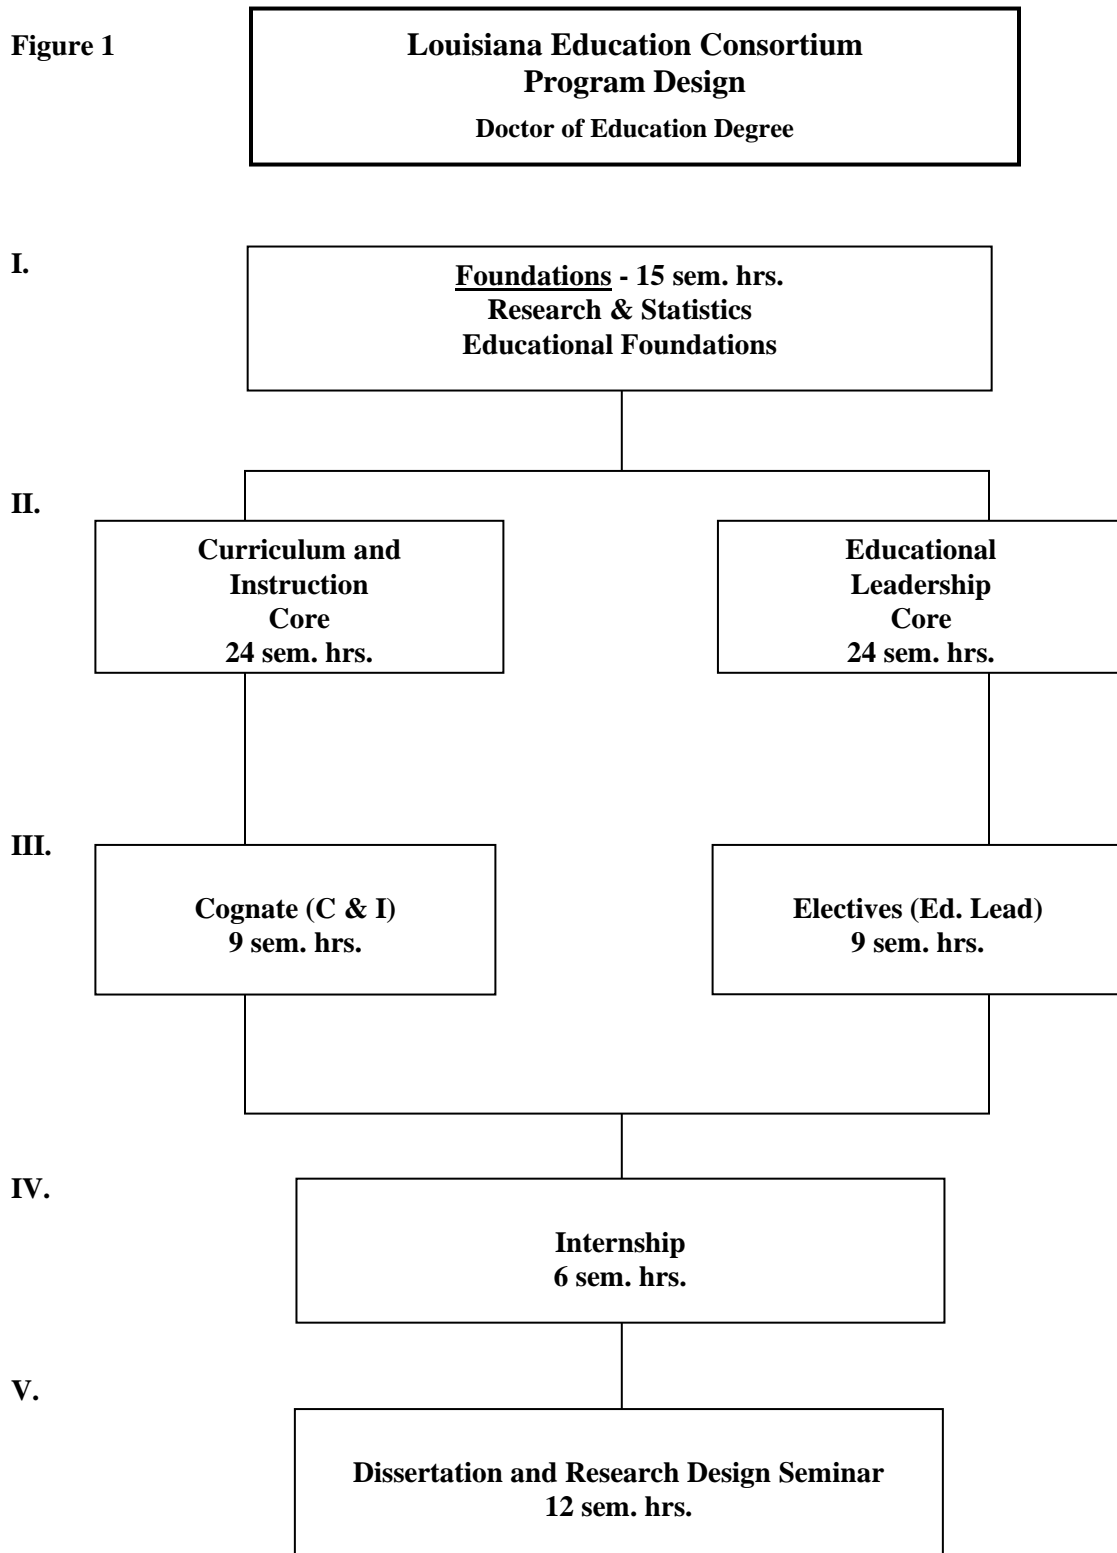 Figure 1
Louisiana Education Consortium
Program Design
Doctor of Education Degree
I.
Foundations - 15 sem. hrs.
Research & Statistics
Educational Foundations
II.
Curriculum and
Instruction
Core
24 sem. hrs.
Educational
Leadership
Core
24 sem. hrs.
III.
Cognate (C & I)
9 sem. hrs.
Electives (Ed. Lead)
9 sem. hrs.
IV.
Internship
6 sem. hrs.
V.
Dissertation and Research Design Seminar
12 sem. hrs.